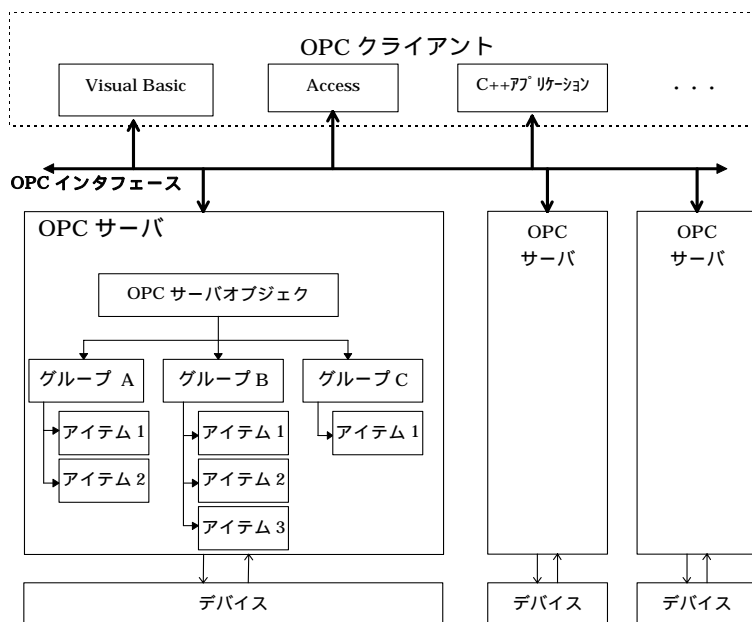 OPC クライアント
Visual Basic
Access
C++アプリケーション
・・・
OPC インタフェース
OPC サーバ
OPC サーバオブジェク
グループ A
グループ B
グループ C
アイテム 1
アイテム 1
アイテム 1
アイテム 2
アイテム 2
アイテム 3
OPC
サーバ
OPC
サーバ
デバイス
デバイス
デバイス